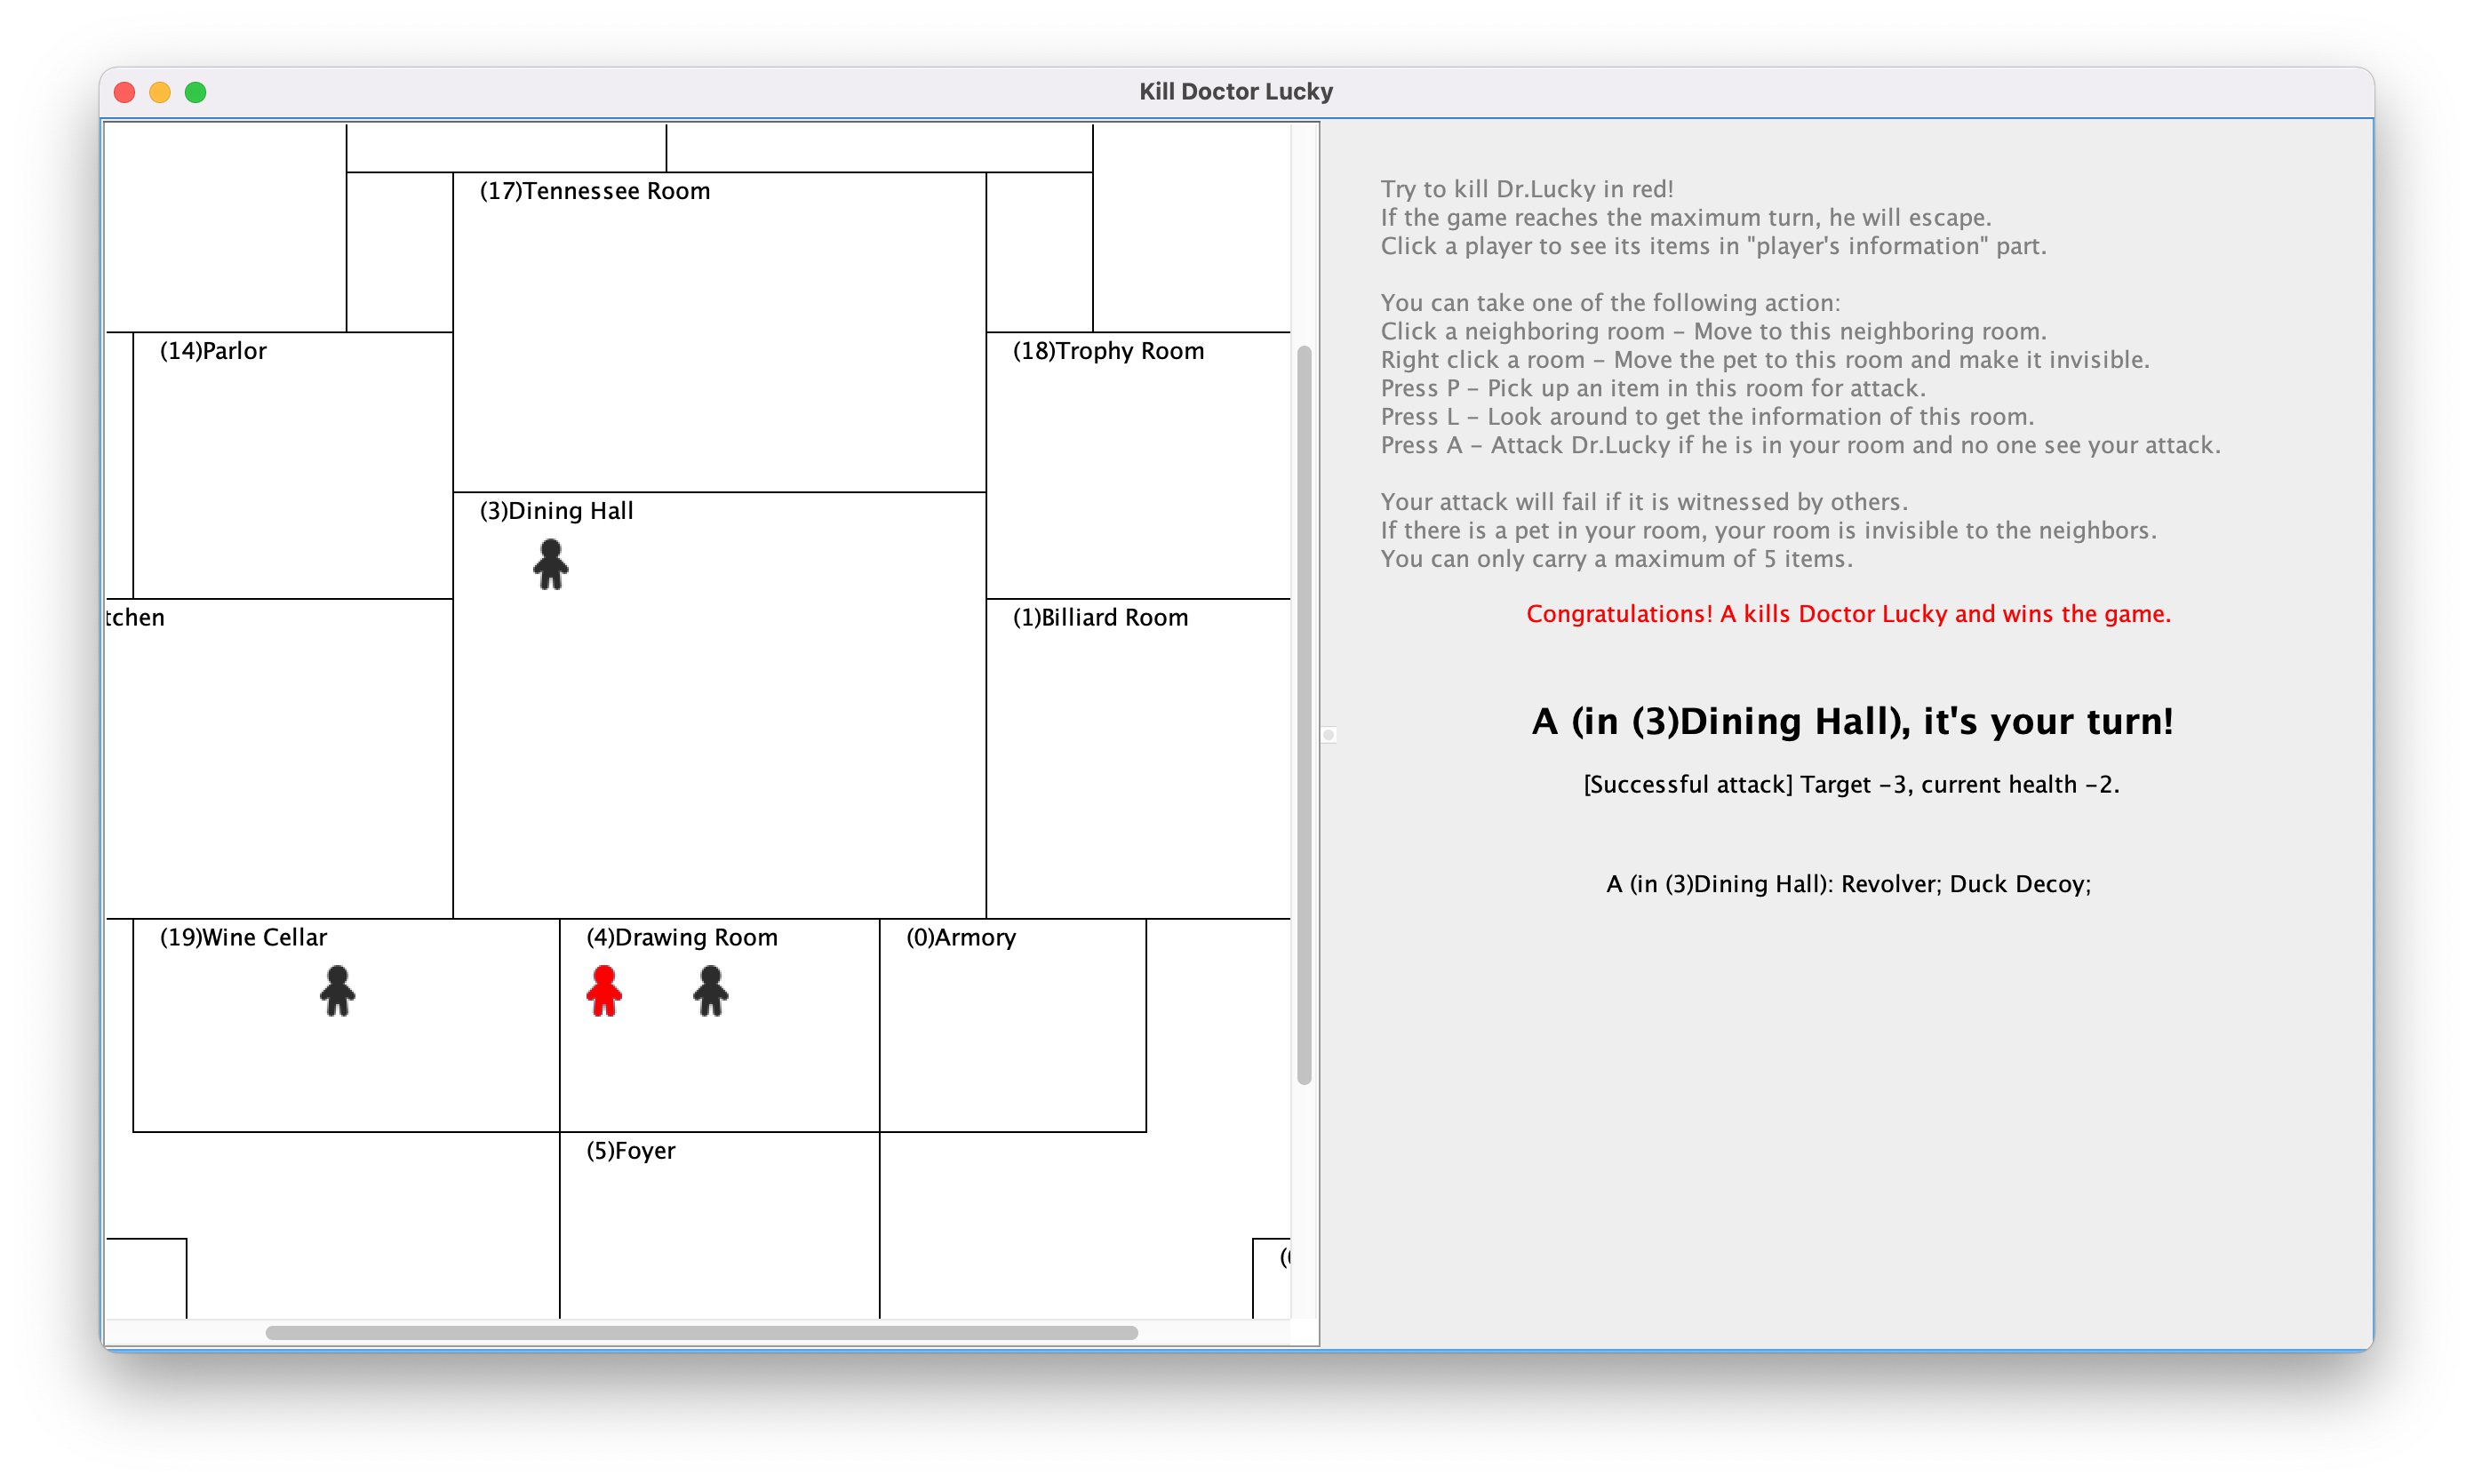 Kill Doctor Lucky
(17)Tennessee Room
(14)Parlor
(18)Trophy Room
(3)Dining Hall
tchen
(1)Billiard Room
(19)Wine Cellar
(4)Drawing Room
(0)Armory
(5)Foyer
Try to kill Dr.Lucky in red!
If the game reaches the maximum turn, he will escape.
Click a player to see its items in "player's information" part.
You can take one of the following action:
Click a neighboring room – Move to this neighboring room.
Right click a room – Move the pet to this room and make it invisible.
Press P – Pick up an item in this room for attack.
Press L – Look around to get the information of this room.
Press A – Attack Dr.Lucky if he is in your room and no one see your attack.
Your attack will fail if it is witnessed by others.
If there is a pet in your room, your room is invisible to the neighbors.
You can only carry a maximum of 5 items.
Congratulations! A kills Doctor Lucky and wins the game.
A (in (3)Dining Hall), it's your turn!
[Successful attack] Target -3, current health -2.
A (in (3)Dining Hall): Revolver; Duck Decoy;